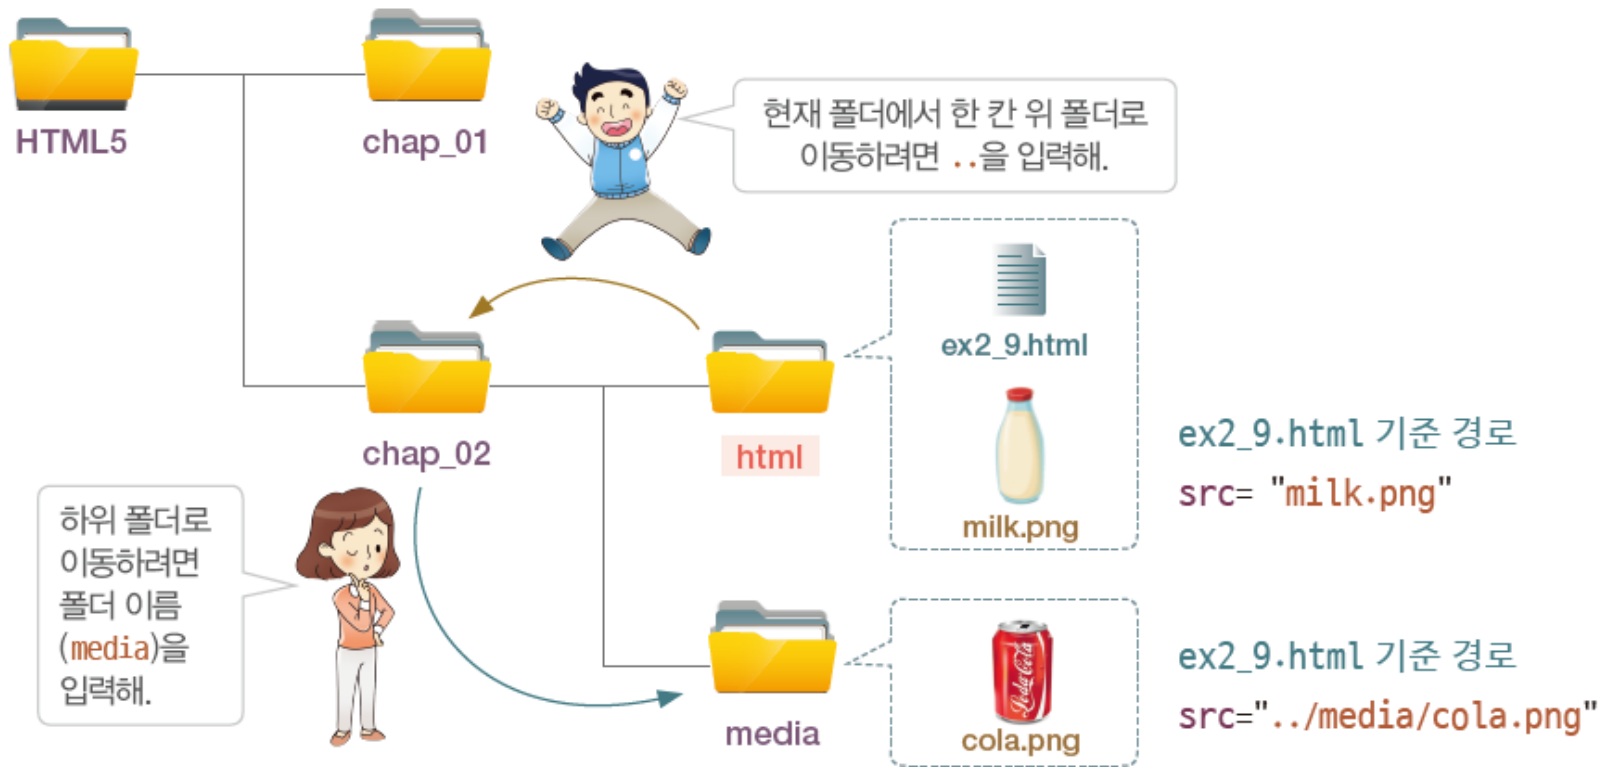 HTML5
chap_01
현재 폴더에서 한 칸 위 폴더로
이동하려면 ..을 입력해.
ex2_9.html
milk.png
chap_02
html
ex2_9.html 기준 경로
src= "milk.png"
하위 폴더로
이동하려면
폴더 이름
(media)을
입력해.
media
cola.png
ex2_9.html 기준 경로
src="../media/cola.png"